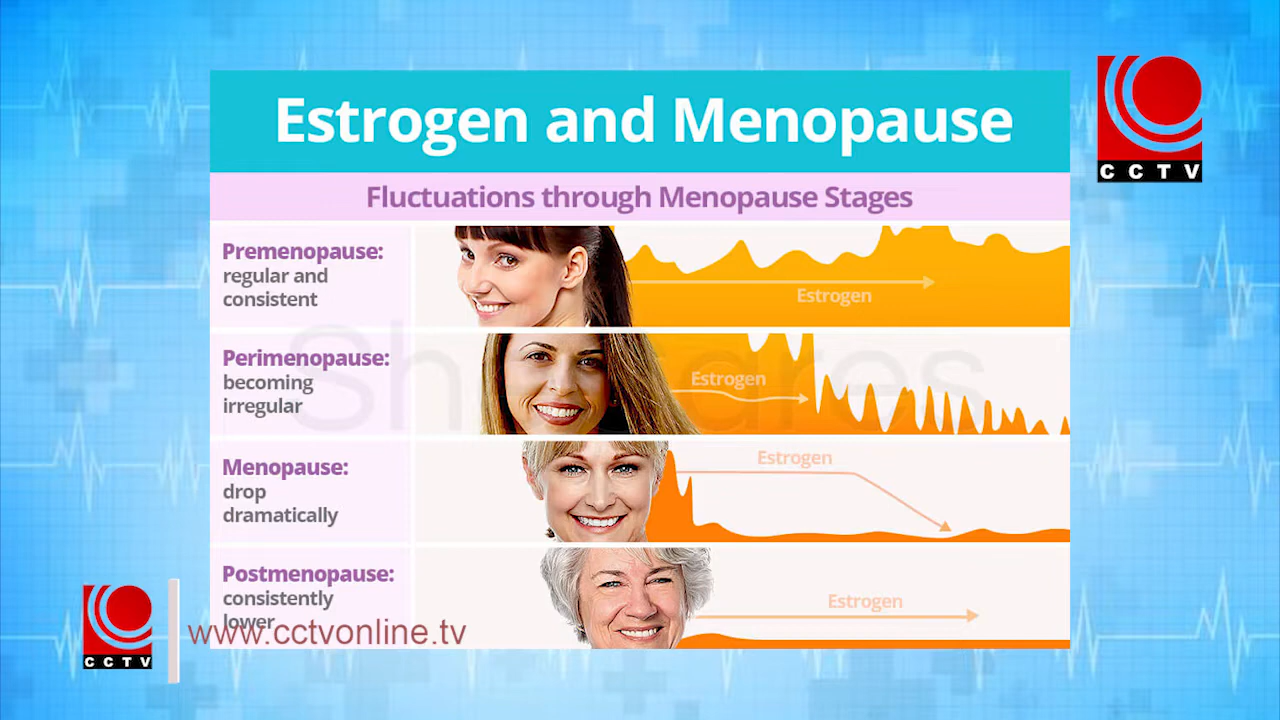 Estrogen and Menopause
CCTV
Fluctuations through Menopause Stages
Premenopause:
regular and
consistent
Estrogen
Perimenopause:
becoming
irregular
Estrogen
Menopause:
drop
dramatically
Estrogen
Postmenopause:
consistently
lower
Estrogen
www.cctvonline.tv
CCTV